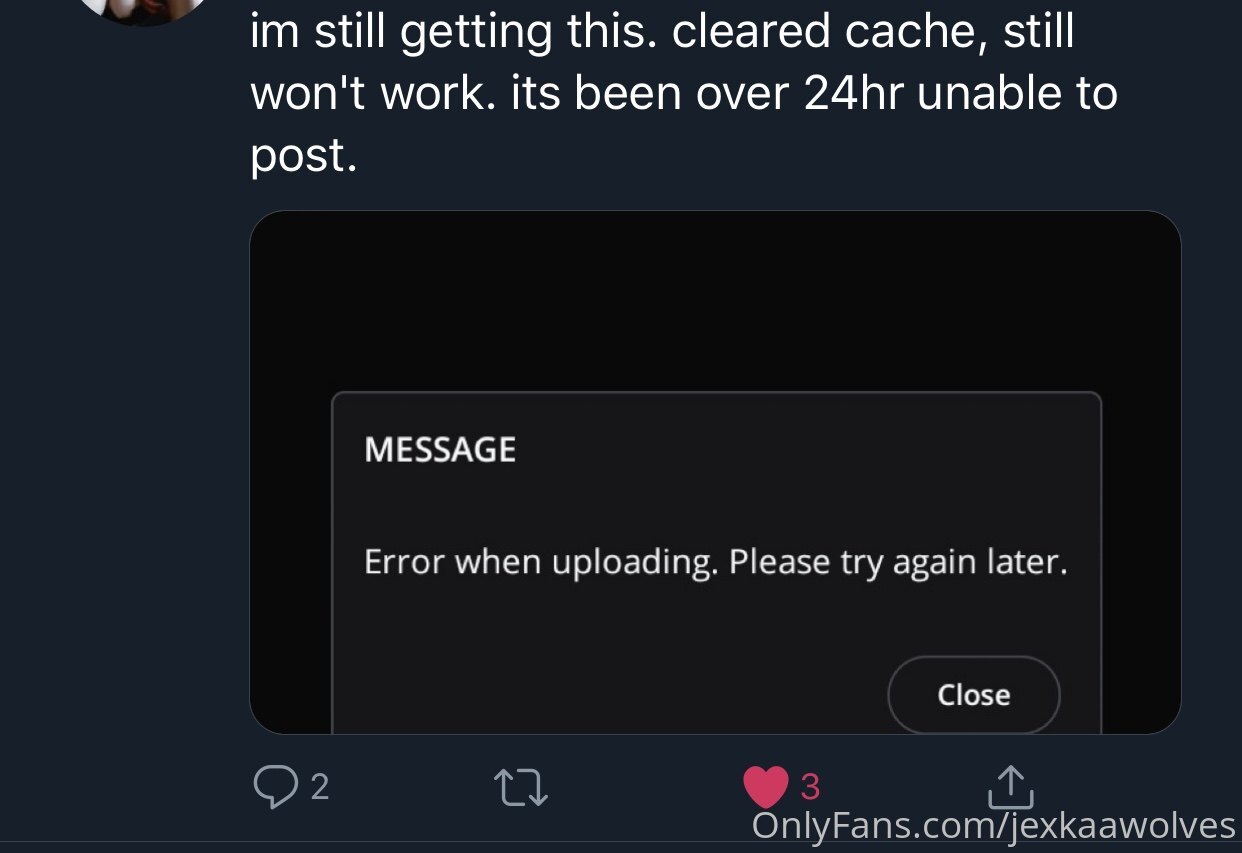 im still getting this. cleared cache, still
won't work. its been over 24hr unable to
post.
MESSAGE
Error when uploading. Please try again later.
Close
2
3
OnlyFans.com/jexkaawolves